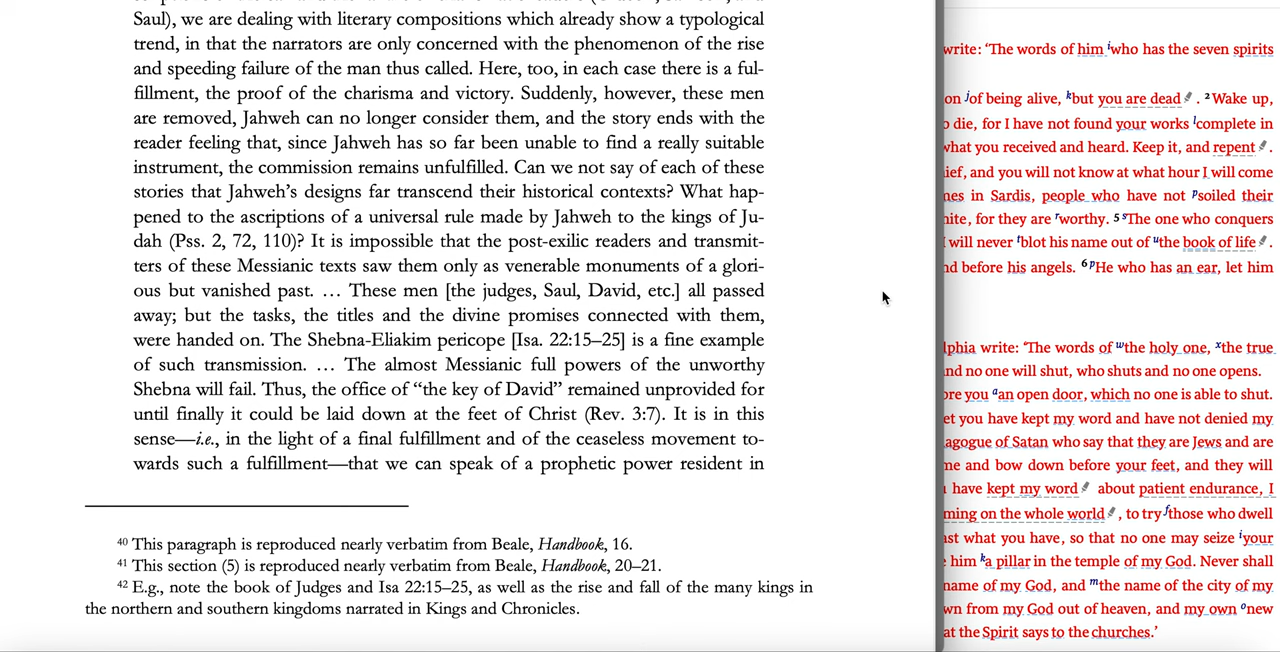 Saul), we are dealing with literary compositions which already show a typological
trend, in that the narrators are only concerned with the phenomenon of the rise
and speeding failure of the man thus called. Here, too, in each case there is a ful-
fillment, the proof of the charisma and victory. Suddenly, however, these men
are removed, Jahweh can no longer consider them, and the story ends with the
reader feeling that, since Jahweh has so far been unable to find a really suitable
instrument, the commission remains unfulfilled. Can we not say of each of these
stories that Jahweh's designs far transcend their historical contexts? What hap-
pened to the ascriptions of a universal rule made by Jahweh to the kings of Ju-
dah (Pss. 2, 72, 110)? It is impossible that the post-exilic readers and transmit-
ters of these Messianic texts saw them only as venerable monuments of a glori-
ous but vanished past. … These men [the judges, Saul, David, etc.] all passed
away; but the tasks, the titles and the divine promises connected with them,
were handed on. The Shebna-Eliakim pericope [Isa. 22:15–25] is a fine example
of such transmission. … The almost Messianic full powers of the unworthy
Shebna will fail. Thus, the office of “the key of David” remained unprovided for
until finally it could be laid down at the feet of Christ (Rev. 3:7). It is in this
sense—i.e., in the light of a final fulfillment and of the ceaseless movement to-
wards such a fulfillment—that we can speak of a prophetic power resident in
40 This paragraph is reproduced nearly verbatim from Beale, Handbook, 16.
41 This section (5) is reproduced nearly verbatim from Beale, Handbook, 20–21.
42 E.g., note the book of Judges and Isa 22:15–25, as well as the rise and fall of the many kings in
the northern and southern kingdoms narrated in Kings and Chronicles.
write: ‘The words of him i who has the seven spirits
on j of being alive, k but you are dead. 2 Wake up,
o die, for I have not found your works l complete in
what you received and heard. Keep it, and repent.
ief, and you will not know at what hour I will come
nes in Sardis, people who have not p soiled their
hite, for they are r worthy. 5 s The one who conquers
I will never t blot his name out of u the book of life.
nd before his angels. 6 p He who has an ear, let him
lphia write: ‘The words of w the holy one, x the true
nd no one will shut, who shuts and no one opens.
ore you a an open door, which no one is able to shut.
et you have kept my word and have not denied my
agogue of Satan who say that they are Jews and are
me and bow down before your feet, and they will
have kept my word about patient endurance, I
ming on the whole world, to try f those who dwell
ast what you have, so that no one may seize i your
him k a pillar in the temple of my God. Never shall
name of my God, and m the name of the city of my
wn from my God out of heaven, and my own o new
at the Spirit says to the churches.’